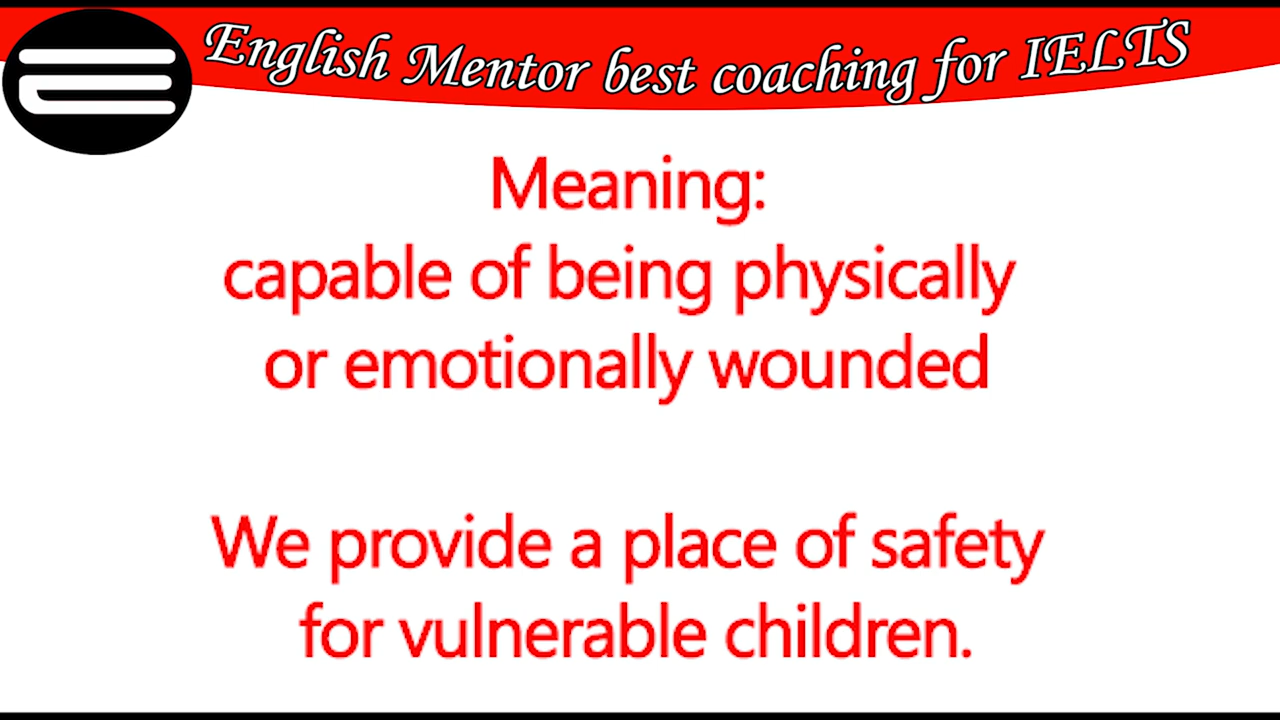 English Mentor best coaching for IELTS
Meaning:
capable of being physically
or emotionally wounded
We provide a place of safety
for vulnerable children.